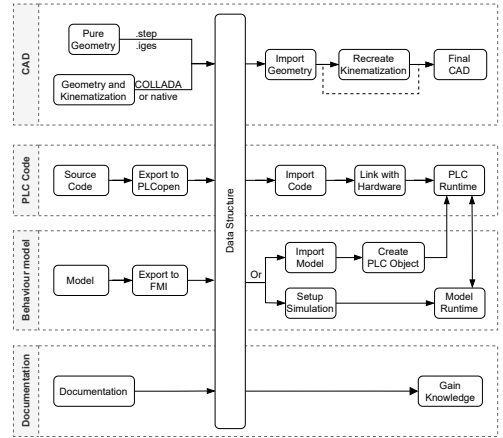 CAD
Pure
Geometry
.step
.iges
Geometry and
Kinematization
COLLADA
or native
Import
Geometry
Recreate
Kinematization
Final
CAD
PLC Code
Source
Code
Export to
PLCopen
Data Structure
Import
Code
Link with
Hardware
PLC
Runtime
Behaviour model
Model
Export to
FMI
Or
Import
Model
Create
PLC Object
Setup
Simulation
Model
Runtime
Documentation
Documentation
Gain
Knowledge